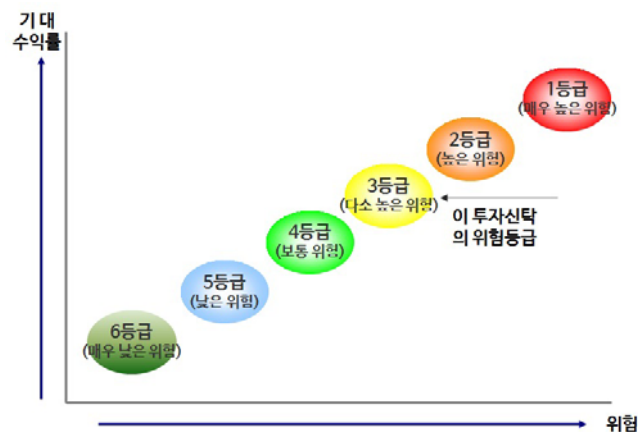 기 대
수익률
1등급
(매우 높은 위험)
2등급
(높은 위험)
3등급
(다소 높은 위험)
이 투자신탁
의 위험등급
4등급
(보통 위험)
5등급
(낮은 위험)
6등급
(매우 낮은 위험)
위험